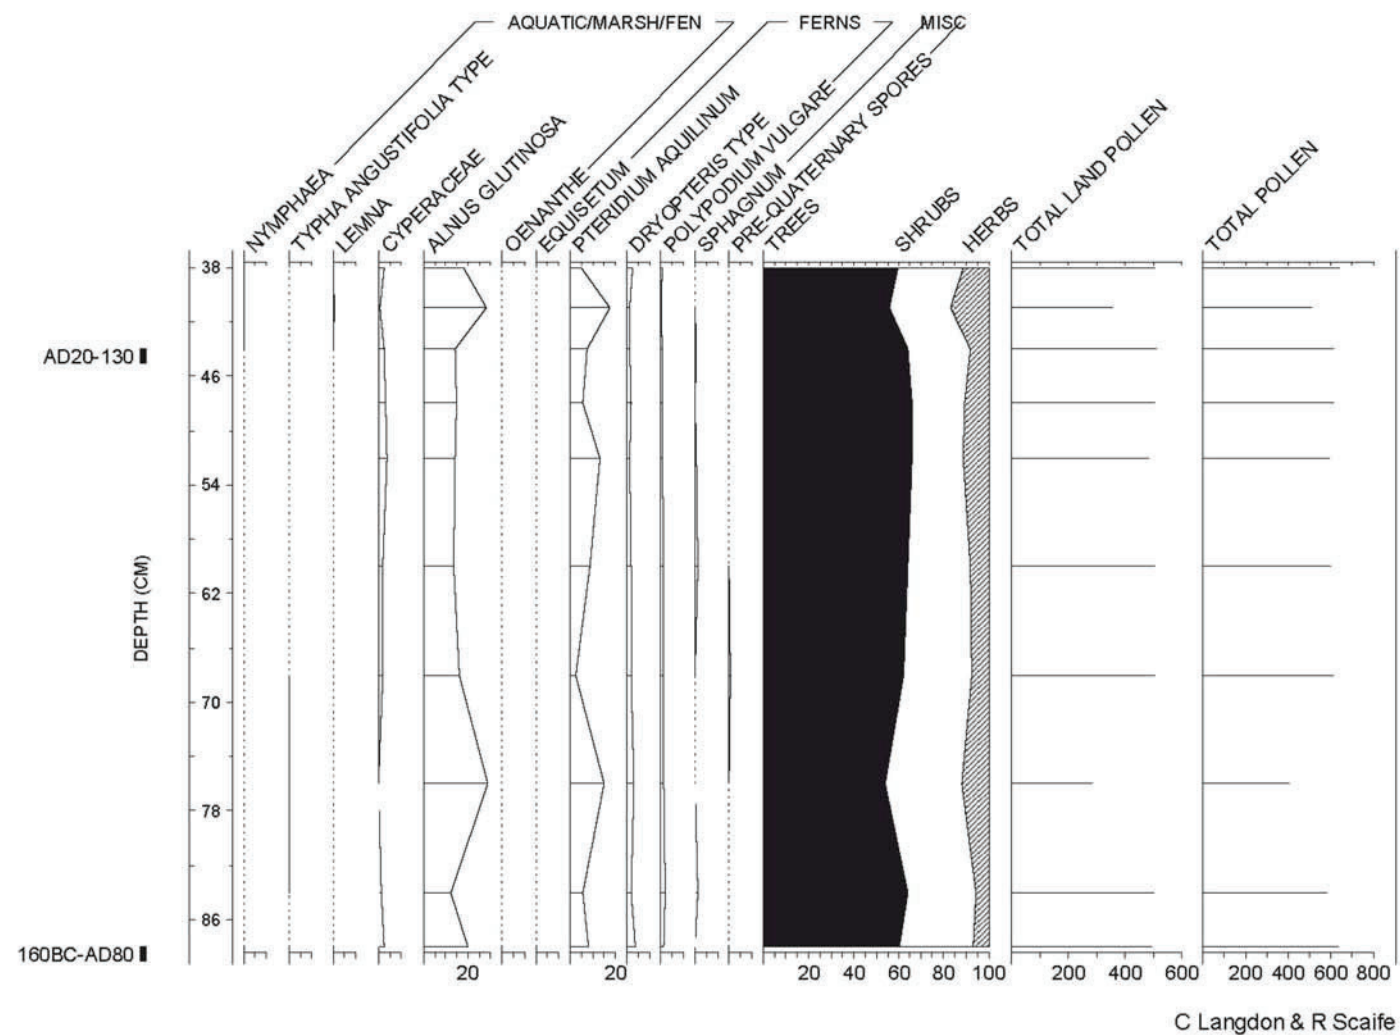 AQUATIC/MARSH/FEN
FERNS
MISC
NYMPHAEA
TYPHA ANGUSTIFOLIA TYPE
LEMNA
CYPERACEAE
ALNUS GLUTINOSA
OENANTHE
EQUISETUM
PTERIDIUM AQUILINUM
DRYOPTERIS TYPE
POLYPODIUM VULGARE
SPHAGNUM
PRE-QUATERNARY SPORES
TREES
SHRUBS
HERBS
TOTAL LAND POLLEN
TOTAL POLLEN
38
AD20-130
46
54
DEPTH (CM)
62
70
78
86
160BC-AD80
20 20 20 40 60 80 100 200 400 600 200 400 600 800
C Langdon & R Scaife